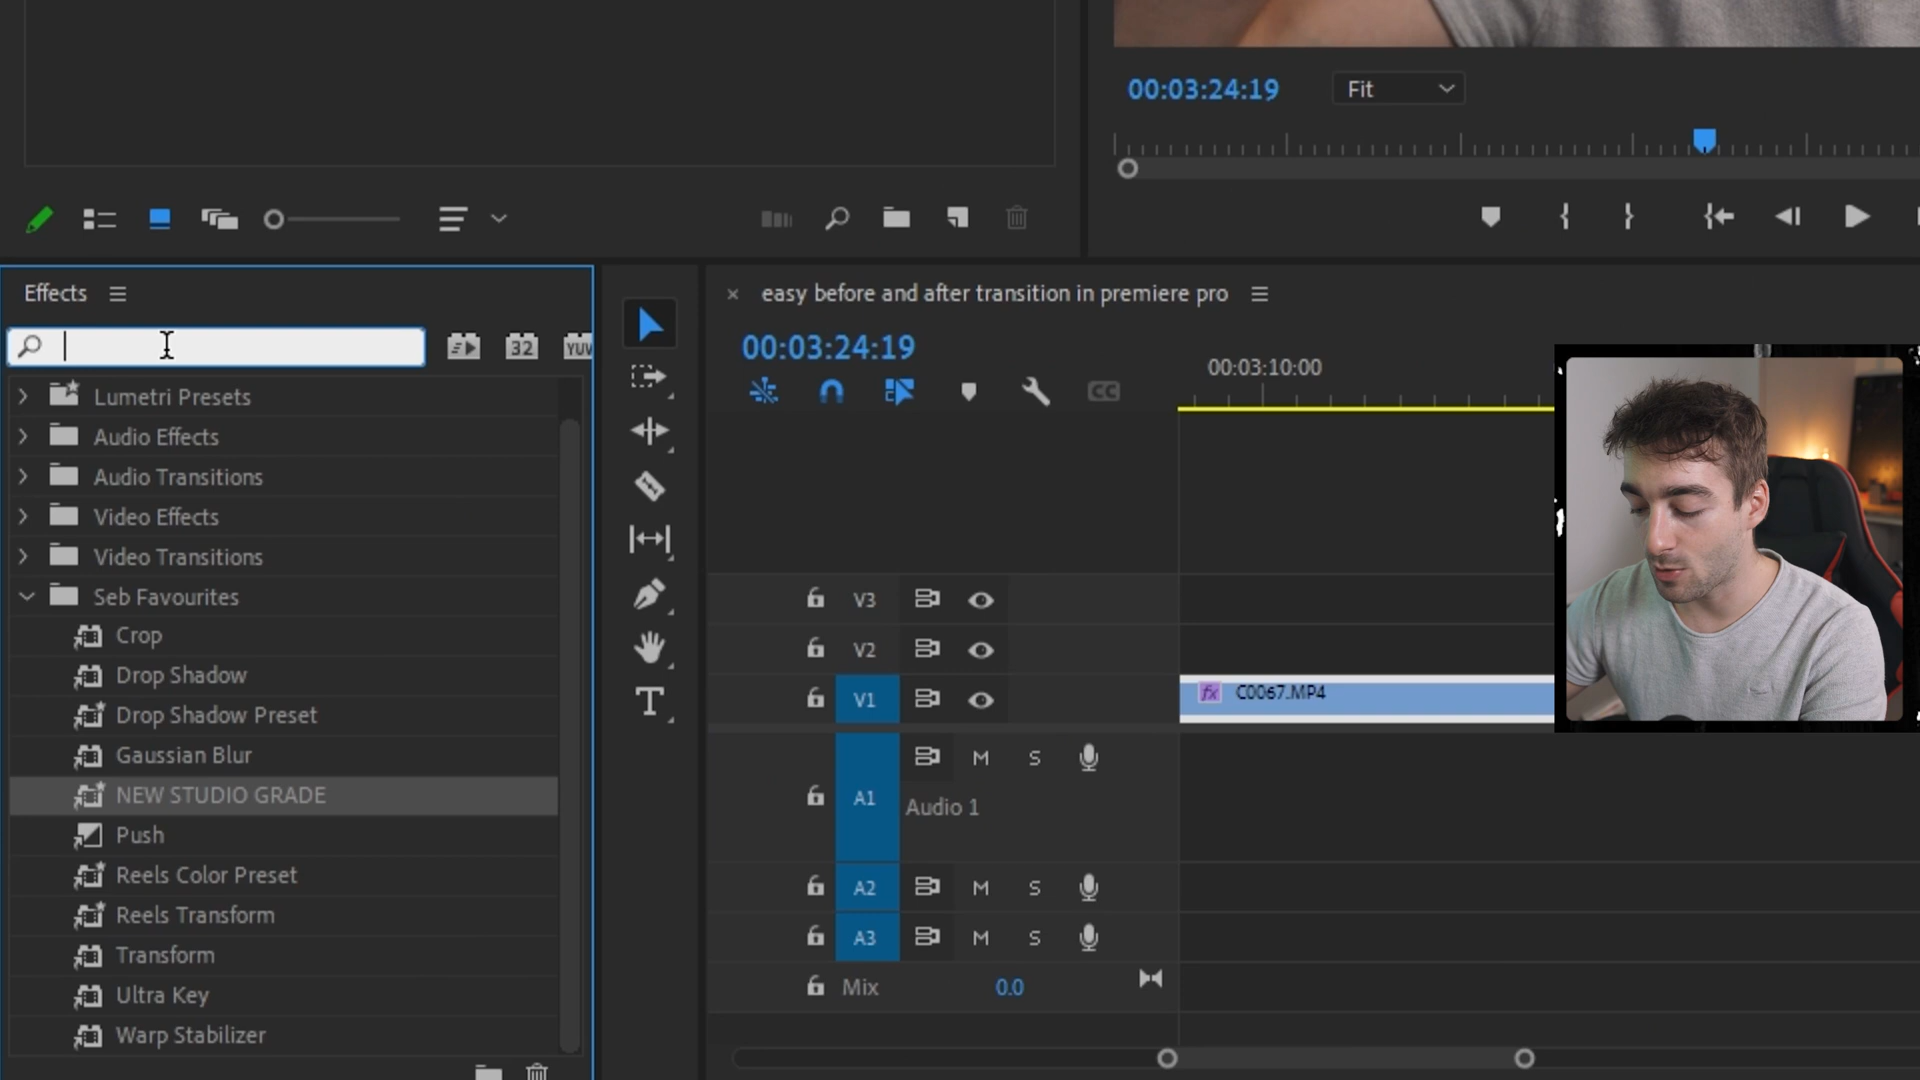 00:03:24:19
Fit
Effects
32
YUV
Lumetri Presets
Audio Effects
Audio Transitions
Video Effects
Video Transitions
Seb Favourites
Crop
Drop Shadow
Drop Shadow Preset
Gaussian Blur
NEW STUDIO GRADE
Push
Reels Color Preset
Reels Transform
Transform
Ultra Key
Warp Stabilizer
T
× easy before and after transition in premiere pro
00:03:24:19
00:03:10:00
CC
V3
V2
V1
fx C0067.MP4
A1 M S
Audio 1
A2 M S
A3 M S
Mix 0.0